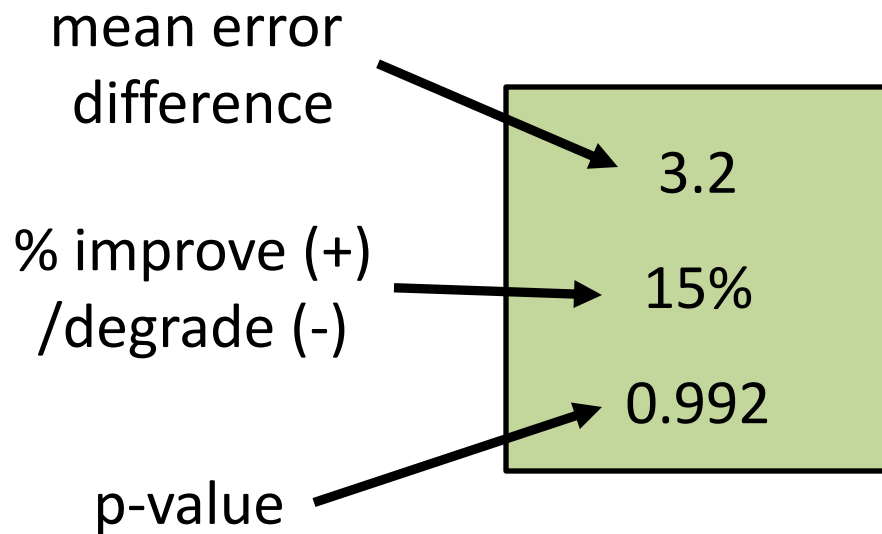 mean error
difference
3.2
% improve (+)
/degrade (-)
15%
0.992
p-value